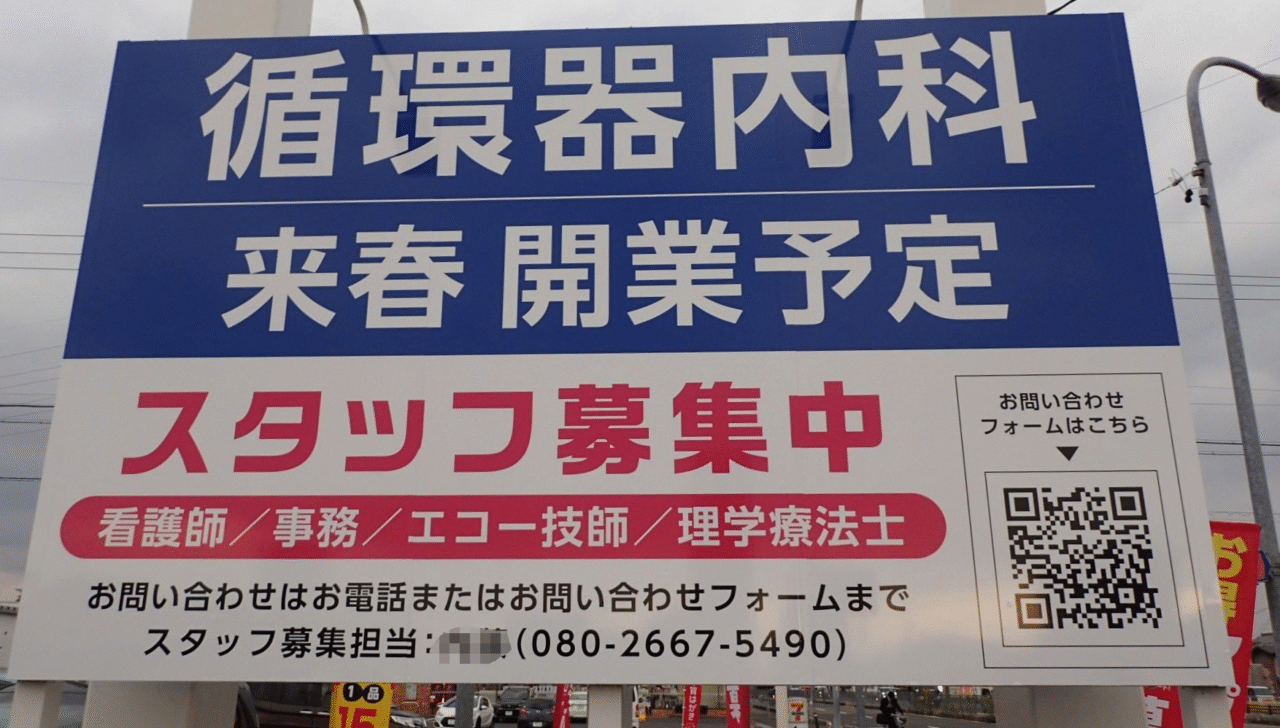 循環器内科
来春 開業予定
スタッフ募集中
看護師／事務／エコー技師／理学療法士
お問い合わせはお電話またはお問い合わせフォームまで
スタッフ募集担当：(080-2667-5490)
お問い合わせ
フォームはこちら
▼
1品
15